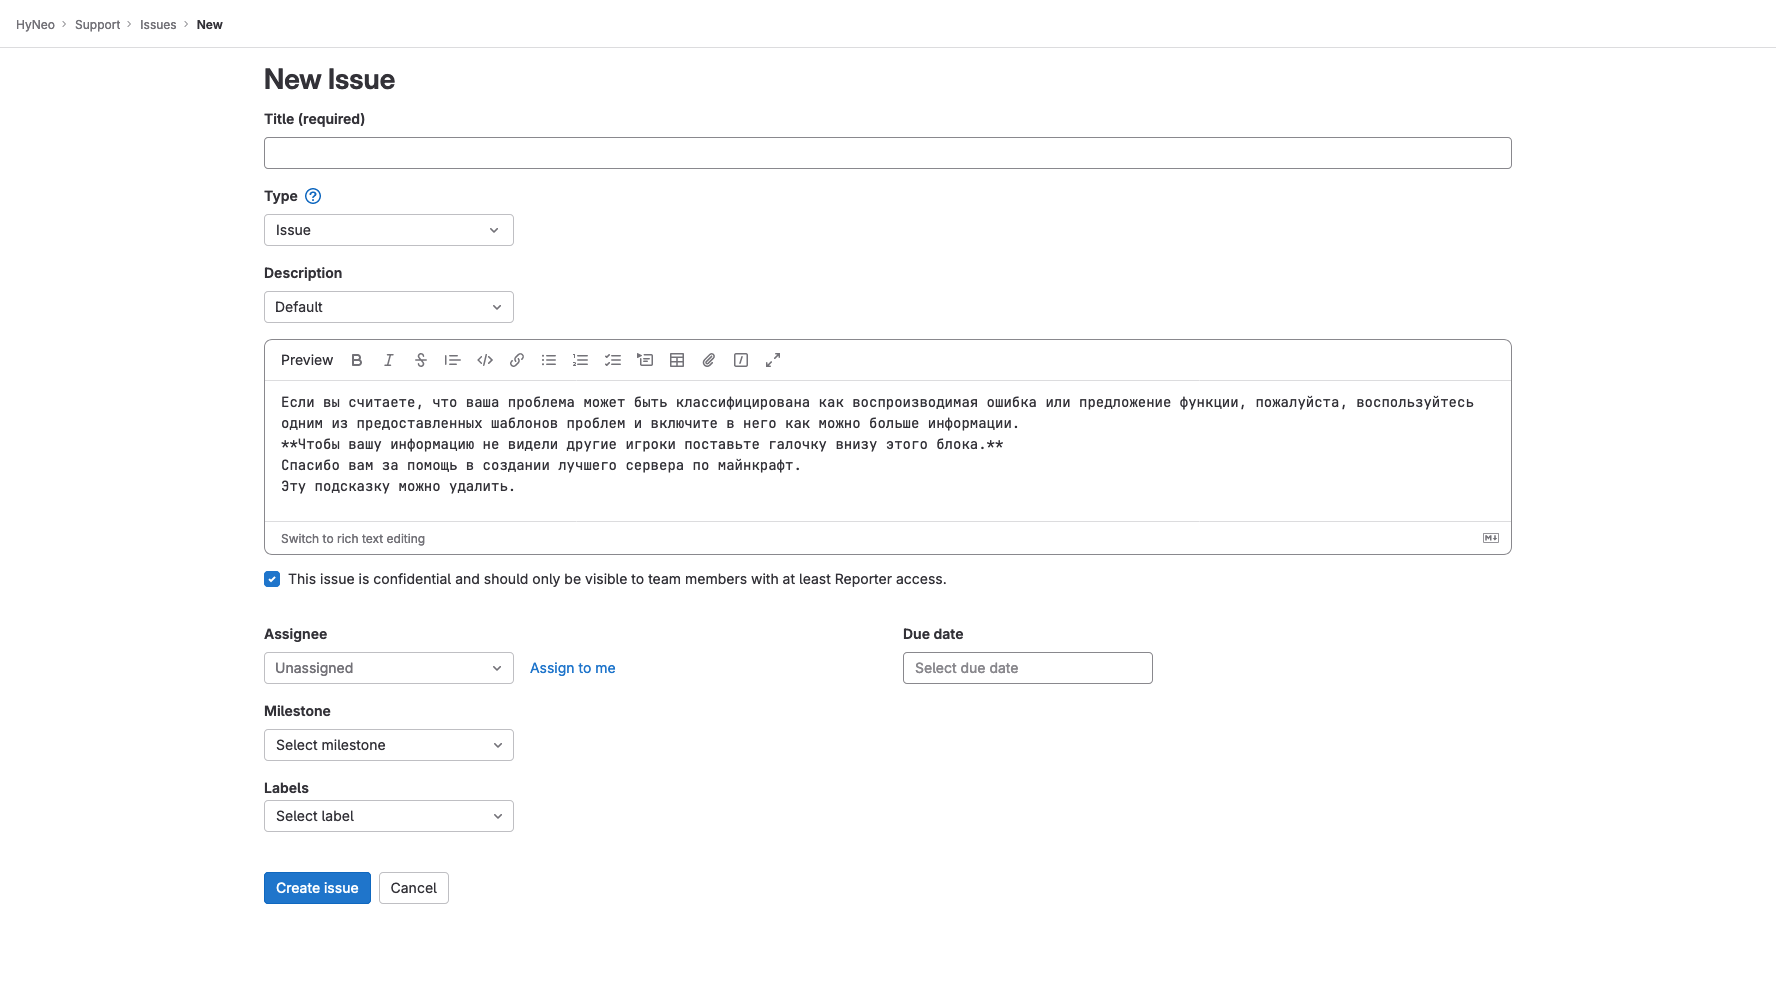 HyNeo > Support > Issues > New
New Issue
Title (required)
Type
Issue
Description
Default
Preview
Если вы считаете, что ваша проблема может быть классифицирована как воспроизводимая ошибка или предложение функции, пожалуйста, воспользуйтесь
одним из предоставленных шаблонов проблем и включите в него как можно больше информации.
**Чтобы вашу информацию не видели другие игроки поставьте галочку внизу этого блока.**
Спасибо вам за помощь в создании лучшего сервера по майнкрафт.
Эту подсказку можно удалить.
Switch to rich text editing
This issue is confidential and should only be visible to team members with at least Reporter access.
Assignee
Unassigned Assign to me
Due date
Select due date
Milestone
Select milestone
Labels
Select label
Create issue Cancel